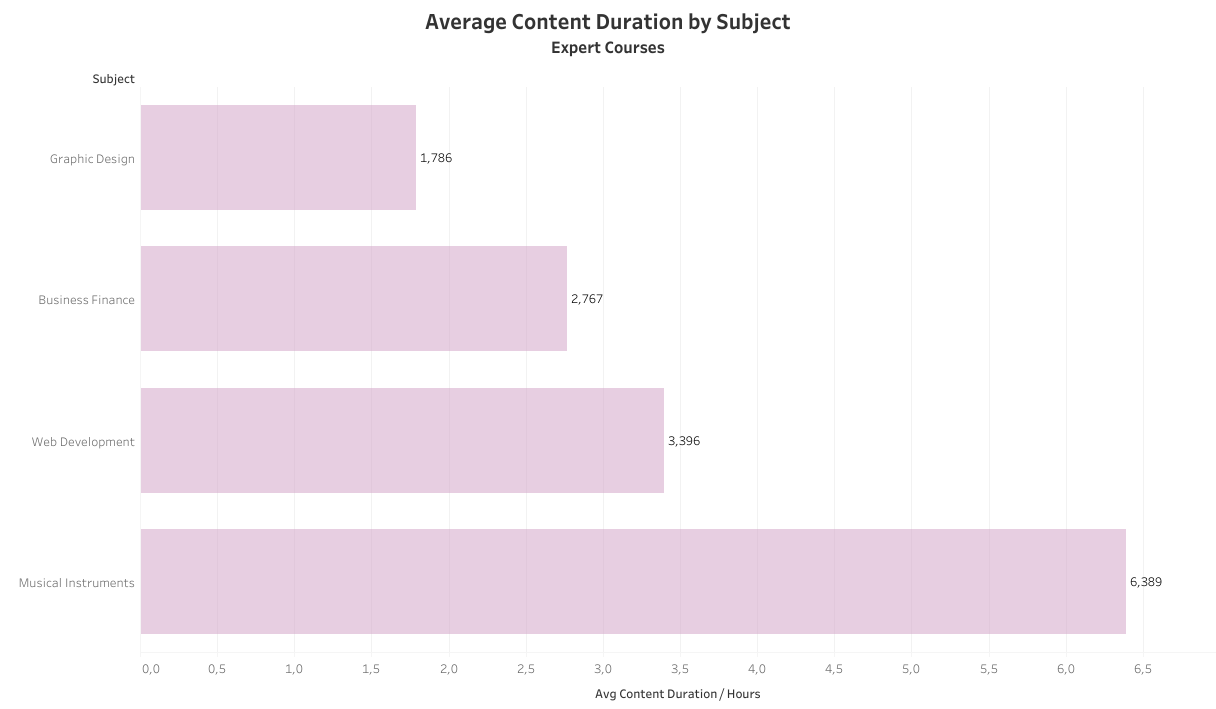 Average Content Duration by Subject
Expert Courses
Subject
Graphic Design
1,786
Business Finance
2,767
Web Development
3,396
Musical Instruments
6,389
0,0 0,5 1,0 1,5 2,0 2,5 3,0 3,5 4,0 4,5 5,0 5,5 6,0 6,5
Avg Content Duration / Hours